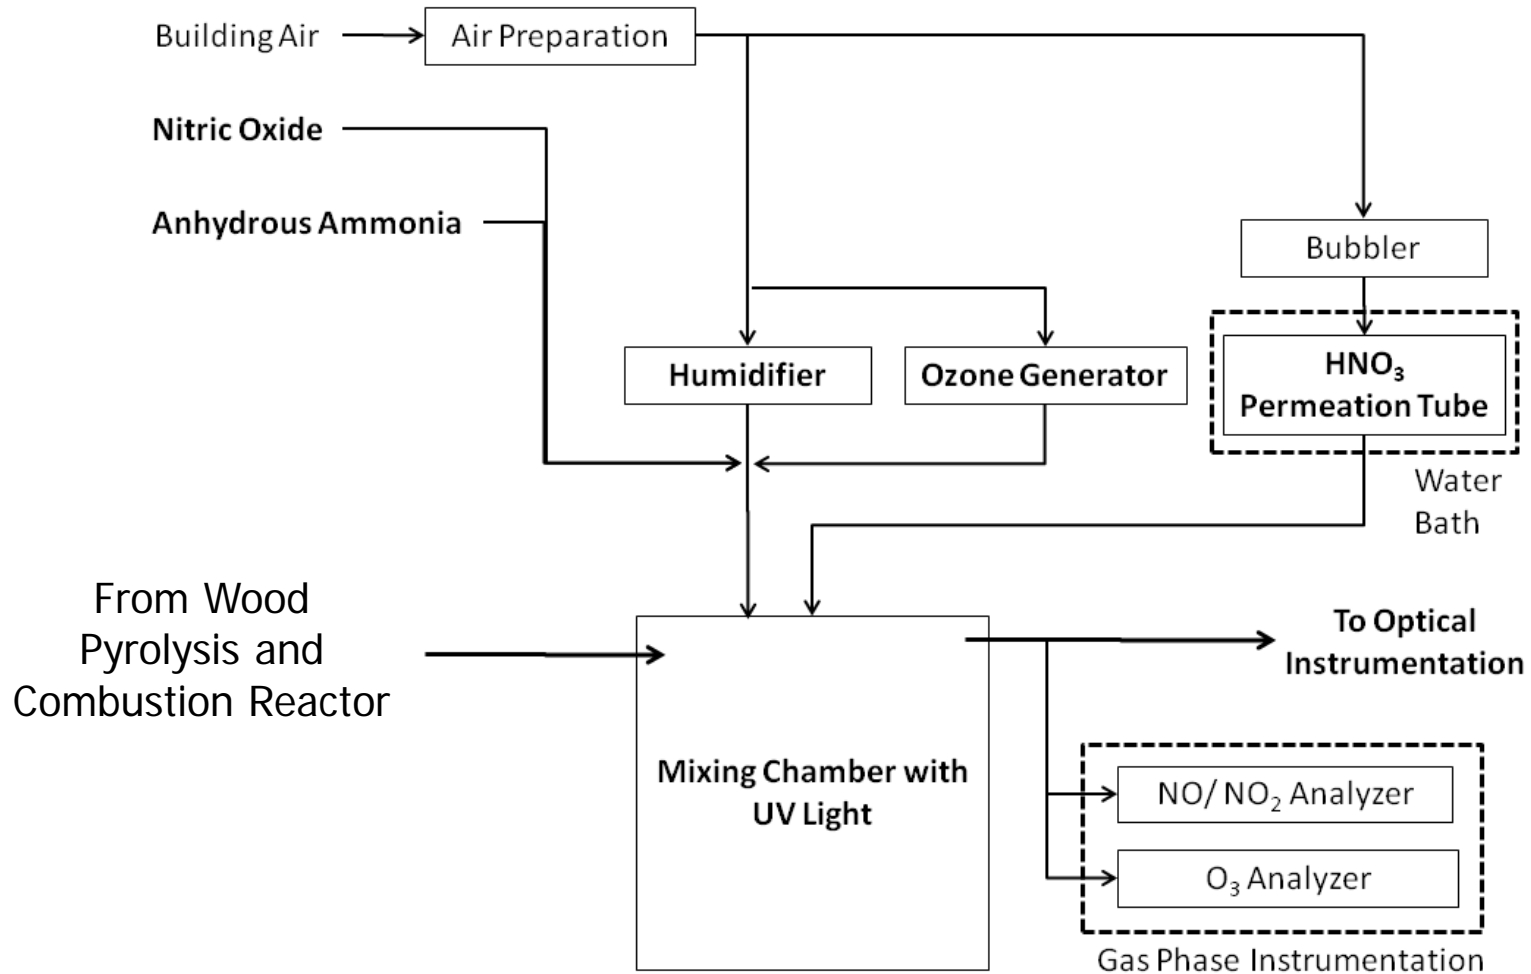 Building Air
Air Preparation
Nitric Oxide
Anhydrous Ammonia
Bubbler
Humidifier
Ozone Generator
HNO₃
Permeation Tube
Water
Bath
From Wood
Pyrolysis and
Combustion Reactor
To Optical
Instrumentation
Mixing Chamber with
UV Light
NO/ NO₂ Analyzer
O₃ Analyzer
Gas Phase Instrumentation